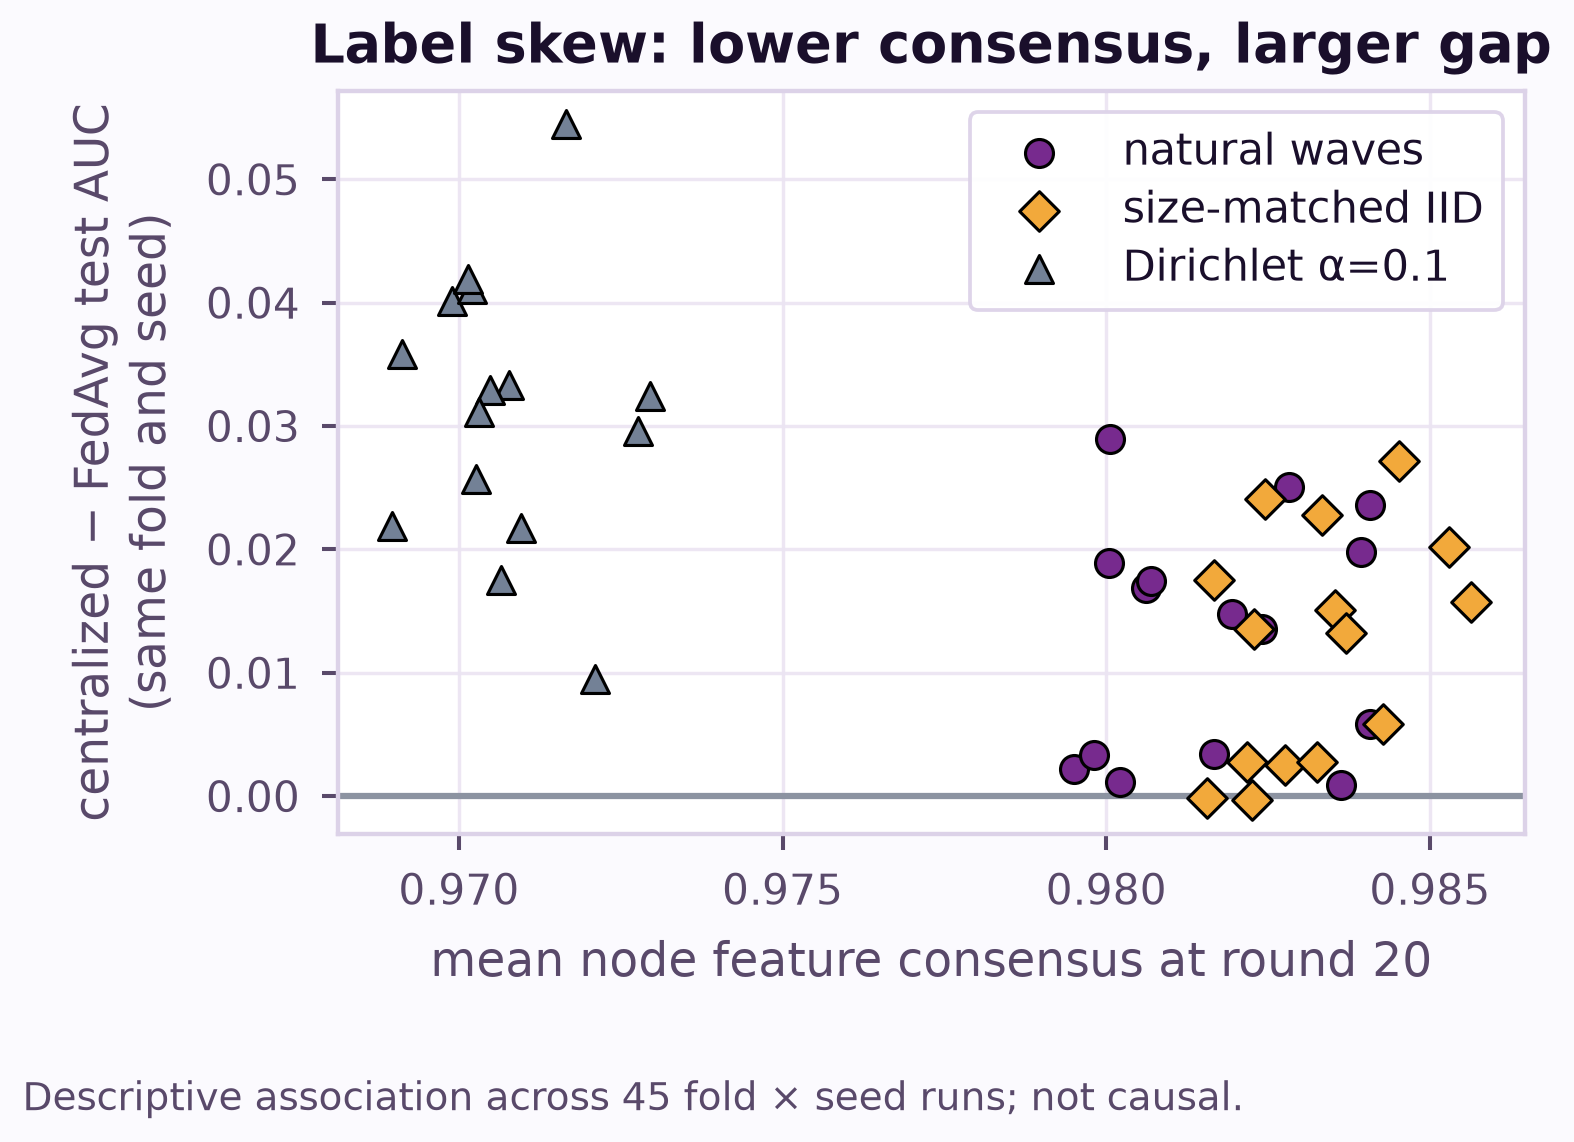 Label skew: lower consensus, larger gap
centralized − FedAvg test AUC
(same fold and seed)
natural waves
size-matched IID
Dirichlet α=0.1
0.05
0.04
0.03
0.02
0.01
0.00
0.970
0.975
0.980
0.985
mean node feature consensus at round 20
Descriptive association across 45 fold × seed runs; not causal.